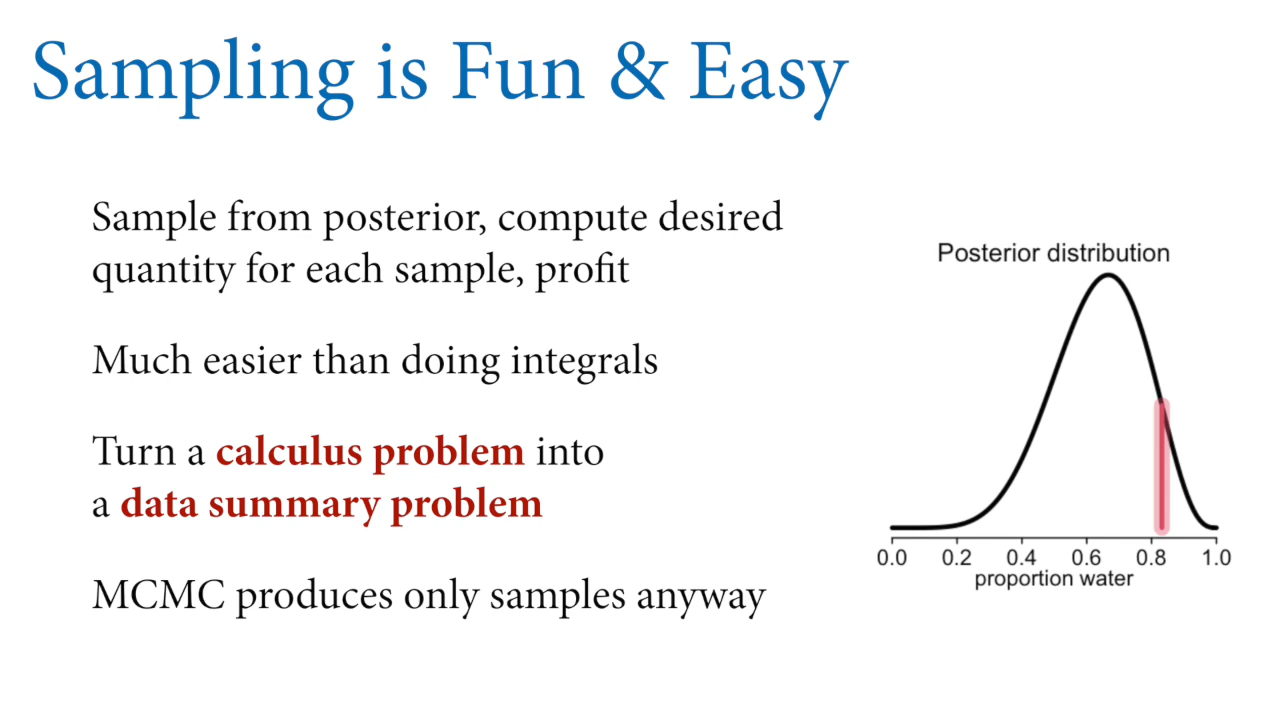 Sampling is Fun & Easy
Sample from posterior, compute desired
quantity for each sample, profit
Much easier than doing integrals
Turn a calculus problem into
a data summary problem
MCMC produces only samples anyway
Posterior distribution
0.0 0.2 0.4 0.6 0.8 1.0
proportion water